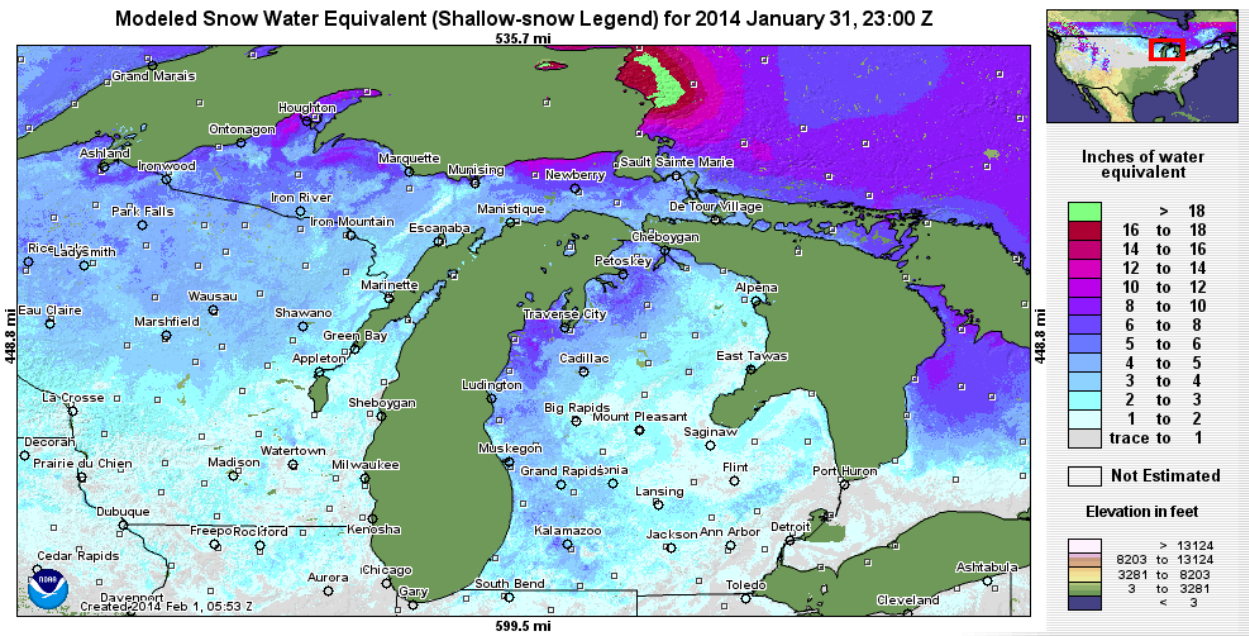 Modeled Snow Water Equivalent (Shallow-snow Legend) for 2014 January 31, 23:00 Z
535.7 mi
Grand Marais
Houghton
Ontonagon
Ashland
Ironwood
Marquette
Munising
Sault Sainte Marie
Newberry
Iron River
Park Falls
Iron Mountain
Manistique
De Tour Village
Escanaba
Cheboygan
Rice Lake
Ladysmith
Petoskey
Marinette
Alpena
Wausau
Eau Claire
Marshfield
Shawano
Traverse City
Green Bay
448.8 mi
448.8 mi
Appleton
Cadillac
East Tawas
Ludington
La Crosse
Sheboygan
Big Rapids
Mount Pleasant
Saginaw
Decorah
Prairie du Chien
Watertown
Madison
Milwaukee
Muskegon
Grand Rapids
Flint
Port Huron
Lansing
Dubuque
Freepo
Rockford
Kenosha
Kalamazoo
Jackson
Ann Arbor
Detroit
Cedar Rapids
Aurora
Chicago
Gary
South Bend
Toledo
Ashtabula
Cleveland
Davenport
NOAA
Created 2014 Feb 1, 05:53 Z
599.5 mi
Inches of water
equivalent
> 18
16 to 18
14 to 16
12 to 14
10 to 12
8 to 10
6 to 8
5 to 6
4 to 5
3 to 4
2 to 3
1 to 2
trace to 1
Not Estimated
Elevation in feet
> 13124
8203 to 13124
3281 to 8203
3 to 3281
< 3